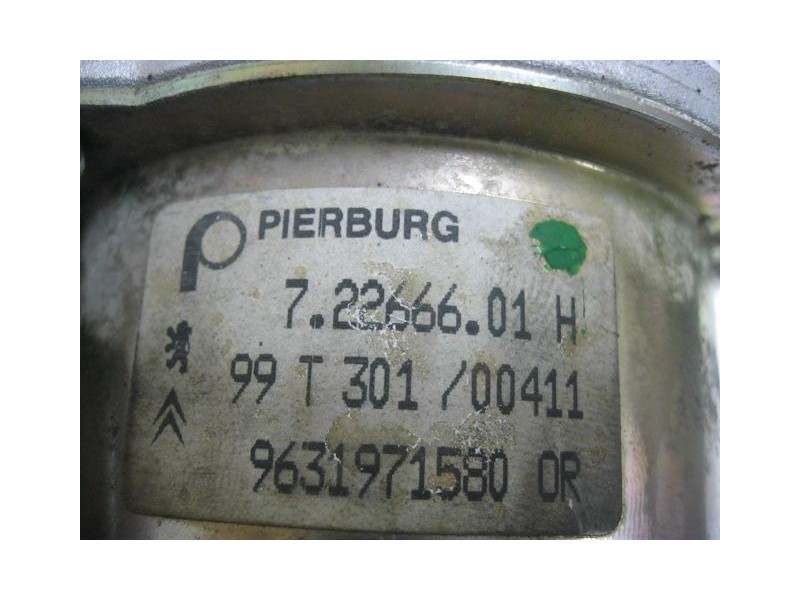 PIERBURG
7.22666.01 H
99 T 301 /00411
9631971580 OR